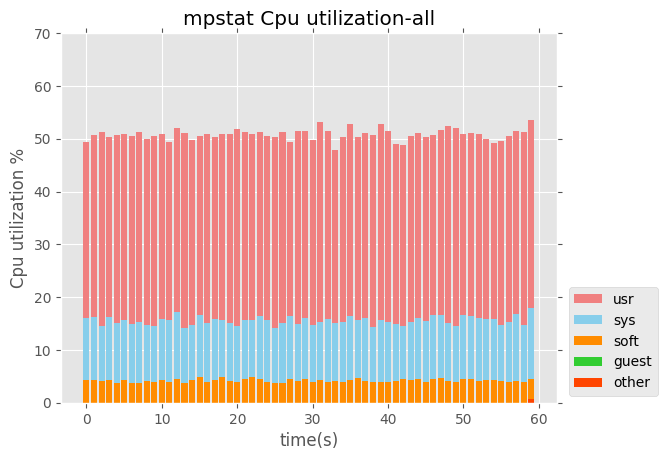 mpstat Cpu utilization-all
70
60
50
40
30
20
10
0
Cpu utilization %
0 10 20 30 40 50 60
time(s)
usr
sys
soft
guest
other